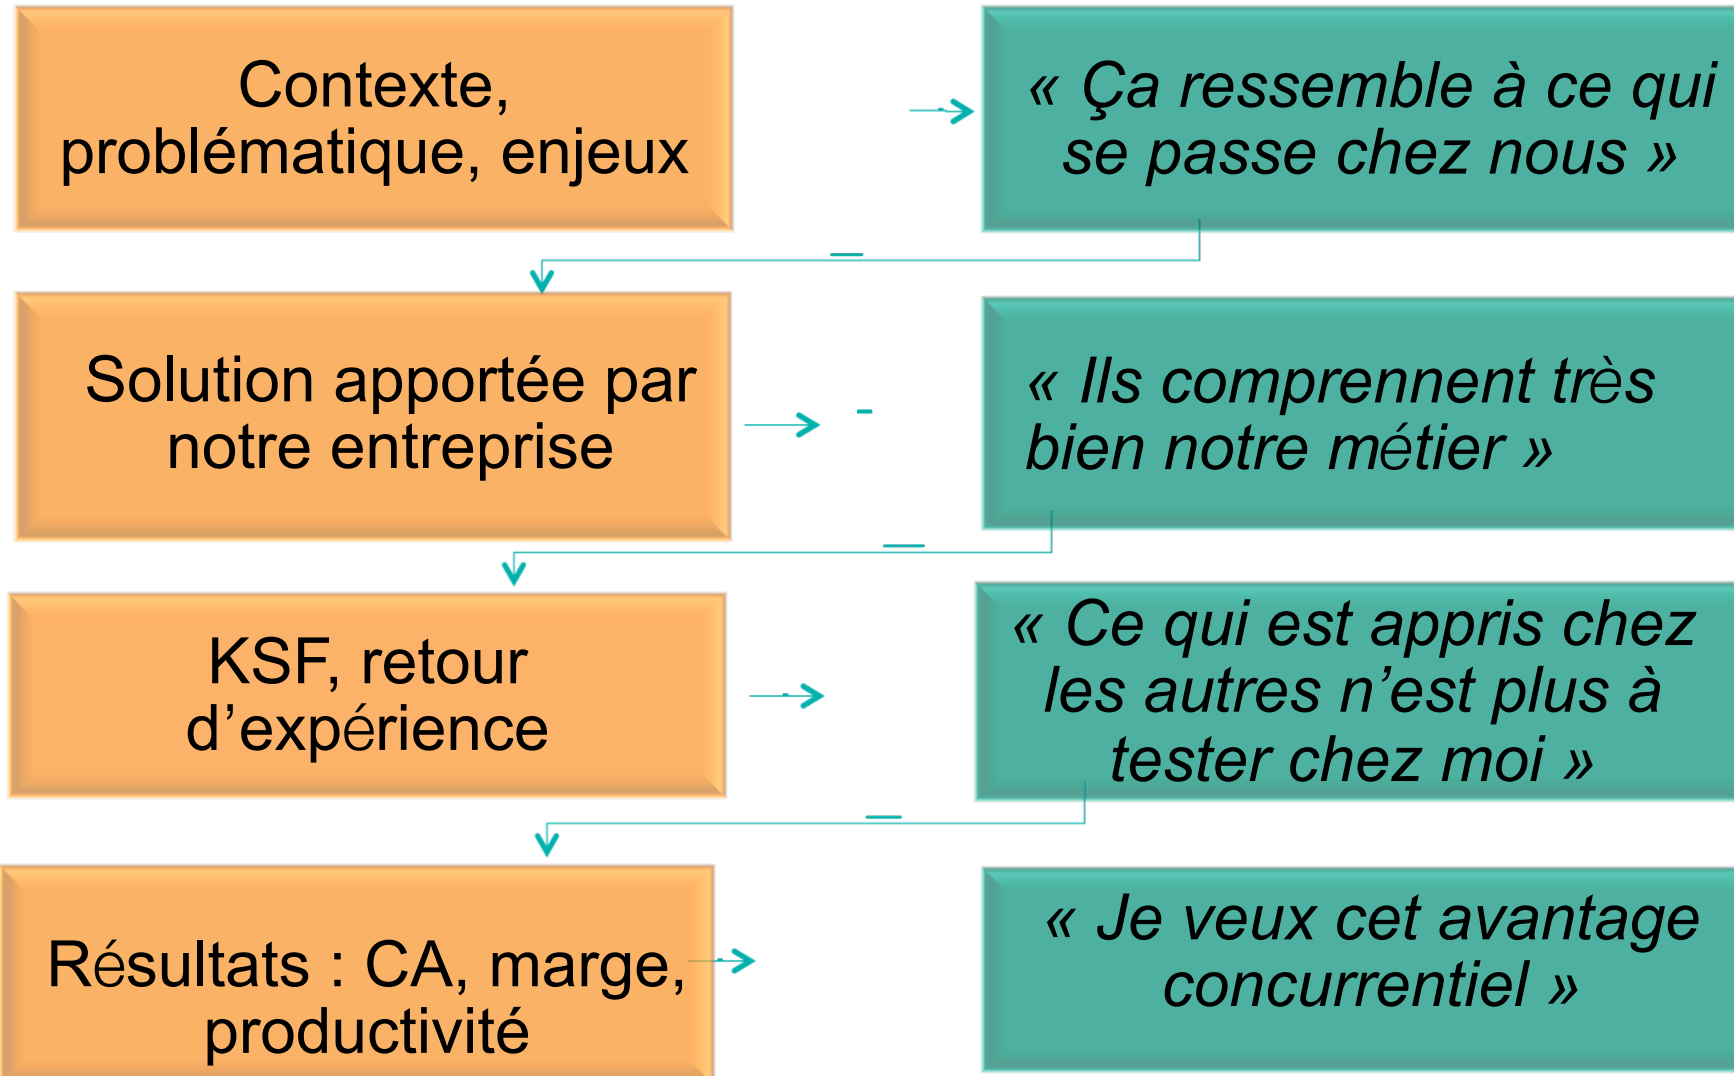 Contexte,
problématique, enjeux
« Ça ressemble à ce qui
se passe chez nous »
Solution apportée par
notre entreprise
« Ils comprennent très
bien notre métier »
KSF, retour
d’expérience
« Ce qui est appris chez
les autres n’est plus à
tester chez moi »
Résultats : CA, marge,
productivité
« Je veux cet avantage
concurrentiel »